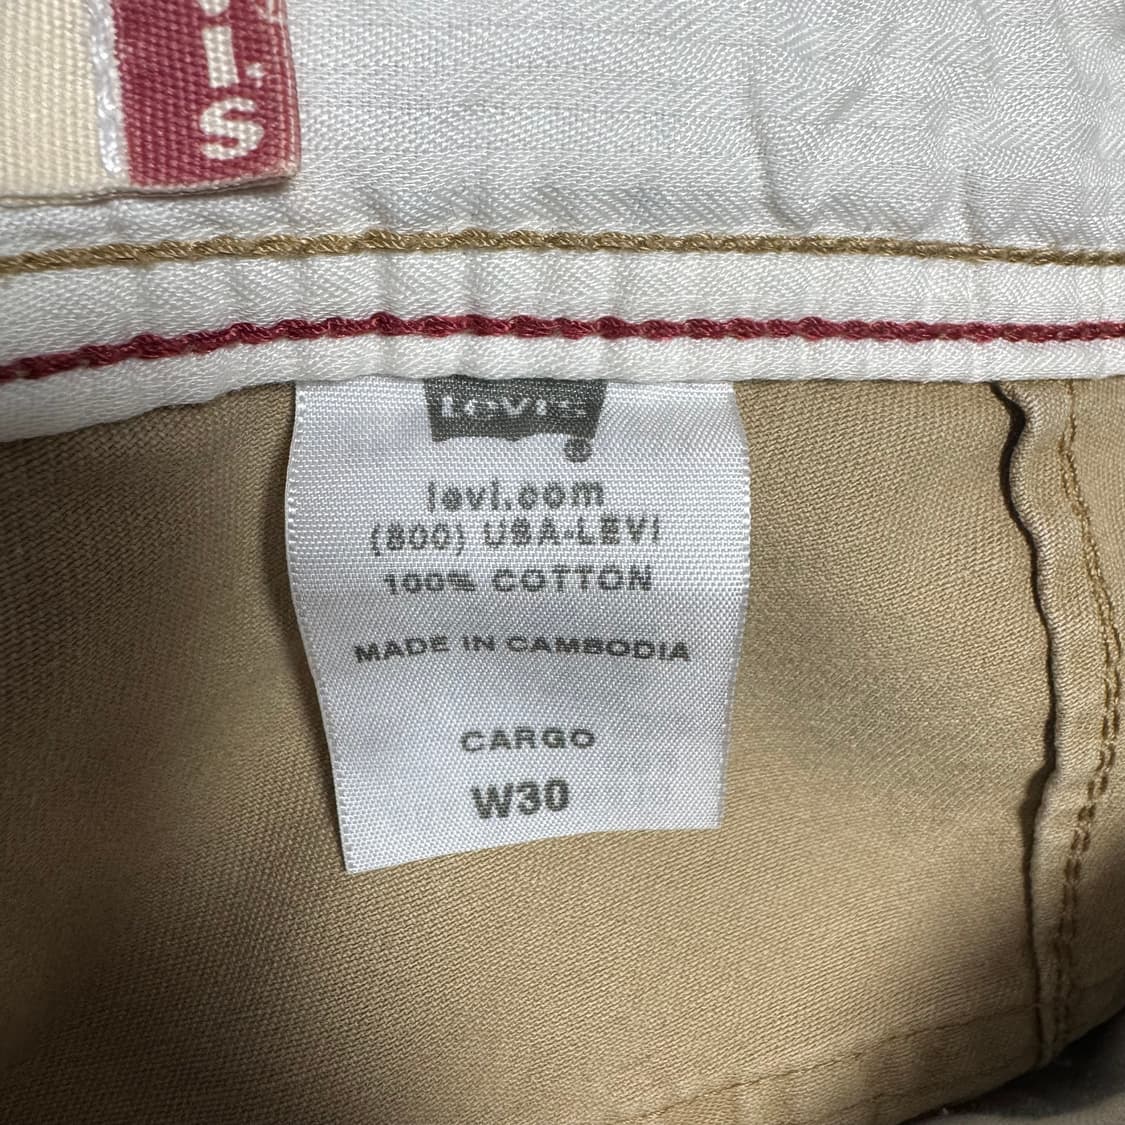 I.S
LEVI'S
®
levi.com
(800) USA-LEVI
100% COTTON
MADE IN CAMBODIA
CARGO
W30